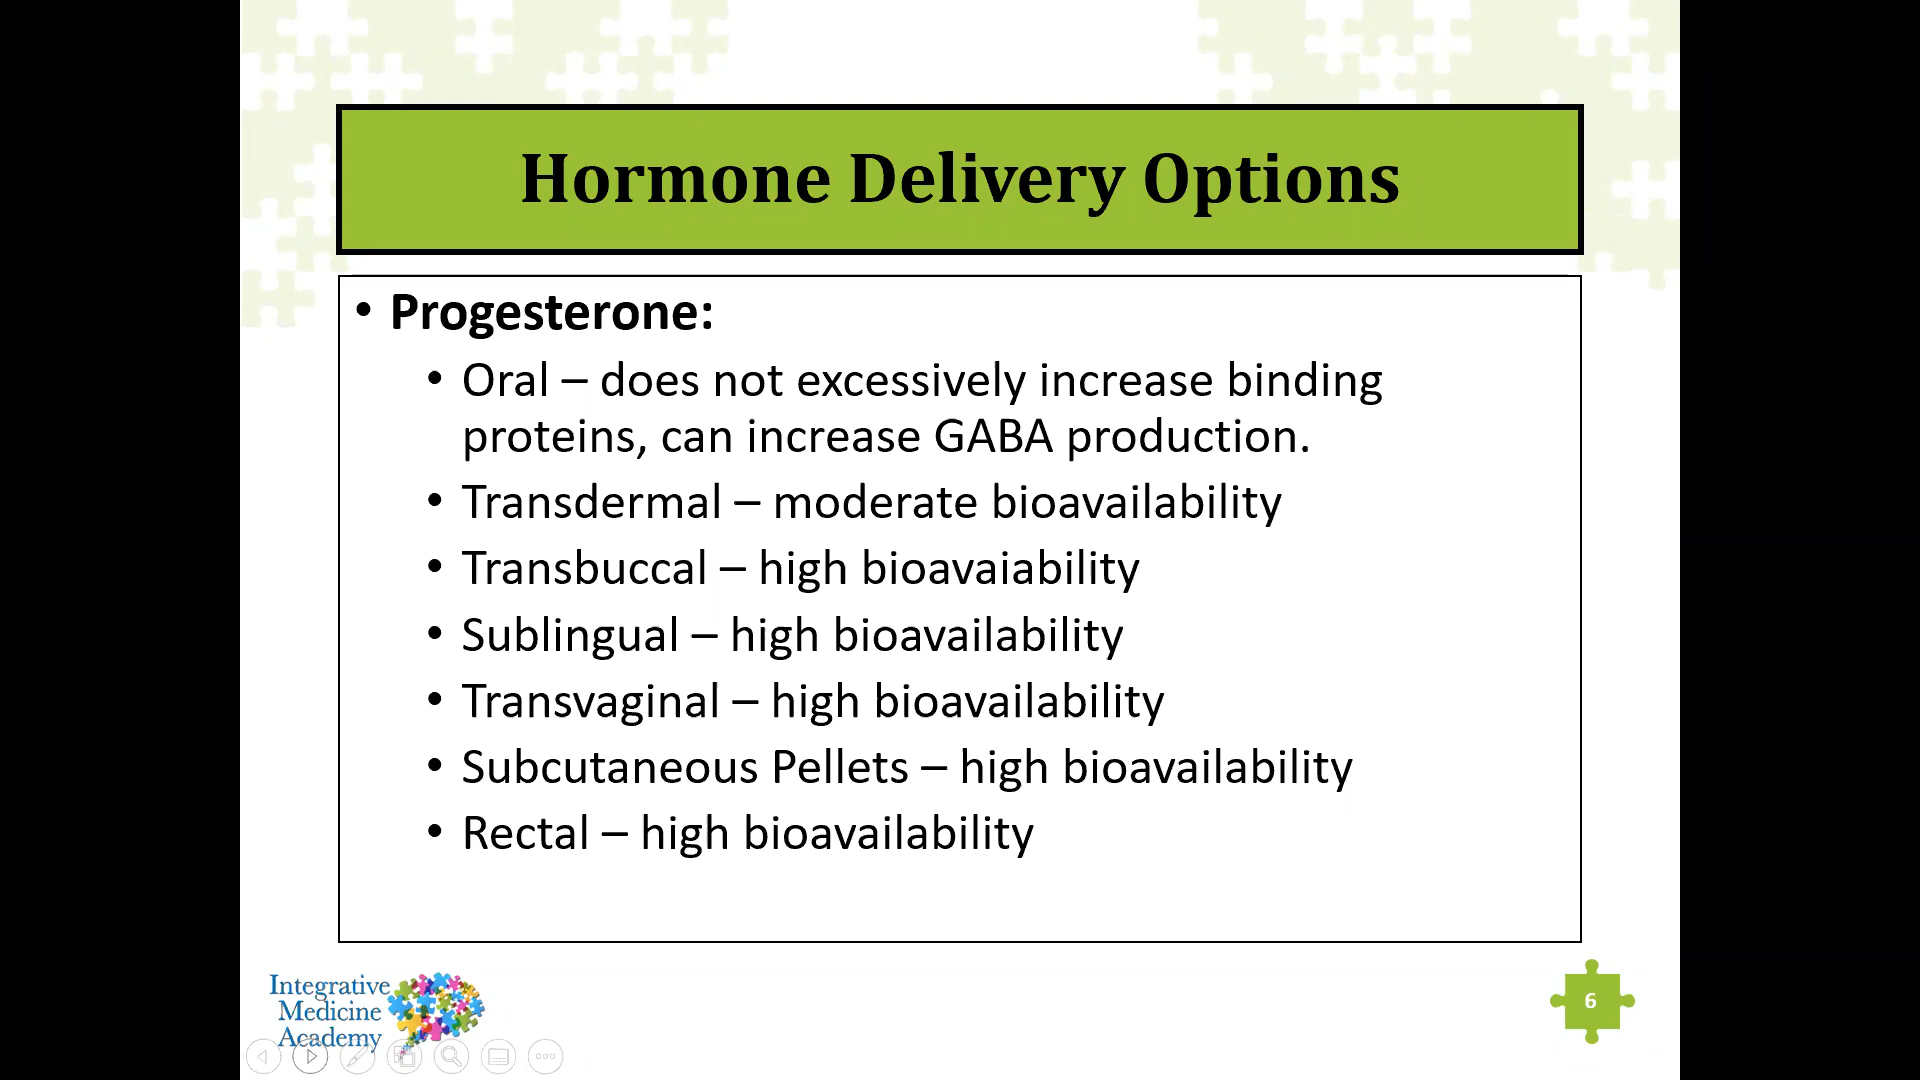 Hormone Delivery Options
• Progesterone:
• Oral – does not excessively increase binding
proteins, can increase GABA production.
• Transdermal – moderate bioavailability
• Transbuccal – high bioavaiability
• Sublingual – high bioavailability
• Transvaginal – high bioavailability
• Subcutaneous Pellets – high bioavailability
• Rectal – high bioavailability
Integrative
Medicine
Academy
6